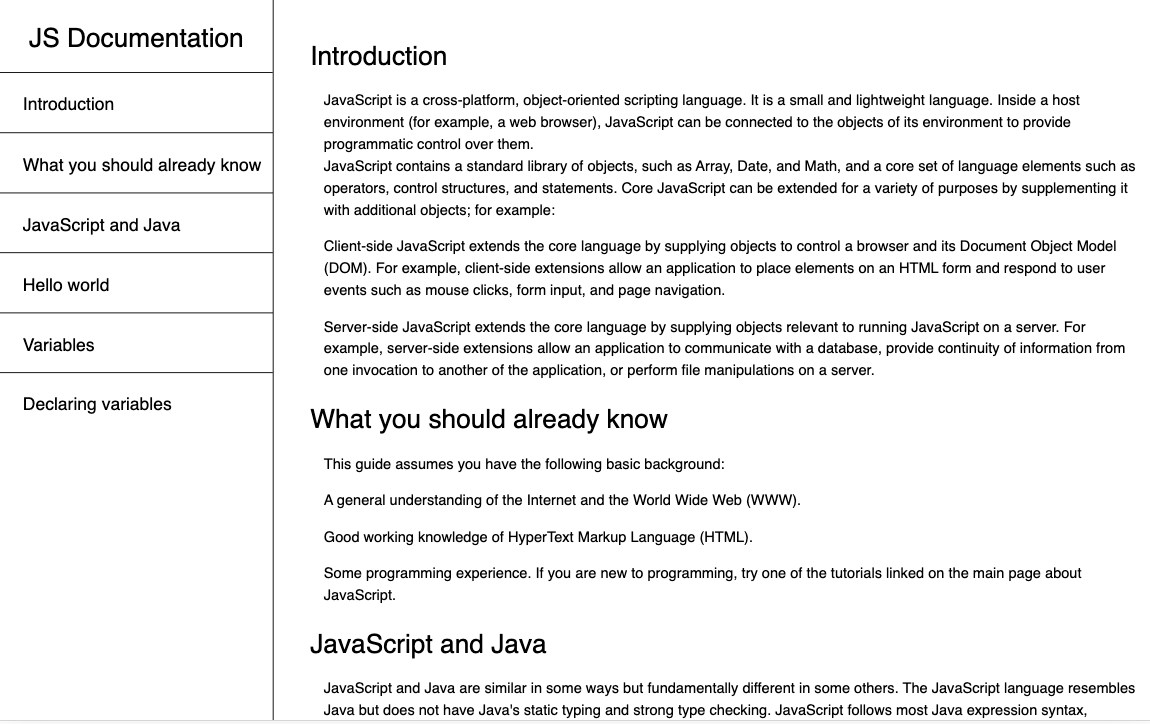 JS Documentation
Introduction
What you should already know
JavaScript and Java
Hello world
Variables
Declaring variables
Introduction
JavaScript is a cross-platform, object-oriented scripting language. It is a small and lightweight language. Inside a host
environment (for example, a web browser), JavaScript can be connected to the objects of its environment to provide
programmatic control over them.
JavaScript contains a standard library of objects, such as Array, Date, and Math, and a core set of language elements such as
operators, control structures, and statements. Core JavaScript can be extended for a variety of purposes by supplementing it
with additional objects; for example:
Client-side JavaScript extends the core language by supplying objects to control a browser and its Document Object Model
(DOM). For example, client-side extensions allow an application to place elements on an HTML form and respond to user
events such as mouse clicks, form input, and page navigation.
Server-side JavaScript extends the core language by supplying objects relevant to running JavaScript on a server. For
example, server-side extensions allow an application to communicate with a database, provide continuity of information from
one invocation to another of the application, or perform file manipulations on a server.
What you should already know
This guide assumes you have the following basic background:
A general understanding of the Internet and the World Wide Web (WWW).
Good working knowledge of HyperText Markup Language (HTML).
Some programming experience. If you are new to programming, try one of the tutorials linked on the main page about
JavaScript.
JavaScript and Java
JavaScript and Java are similar in some ways but fundamentally different in some others. The JavaScript language resembles
Java but does not have Java's static typing and strong type checking. JavaScript follows most Java expression syntax,